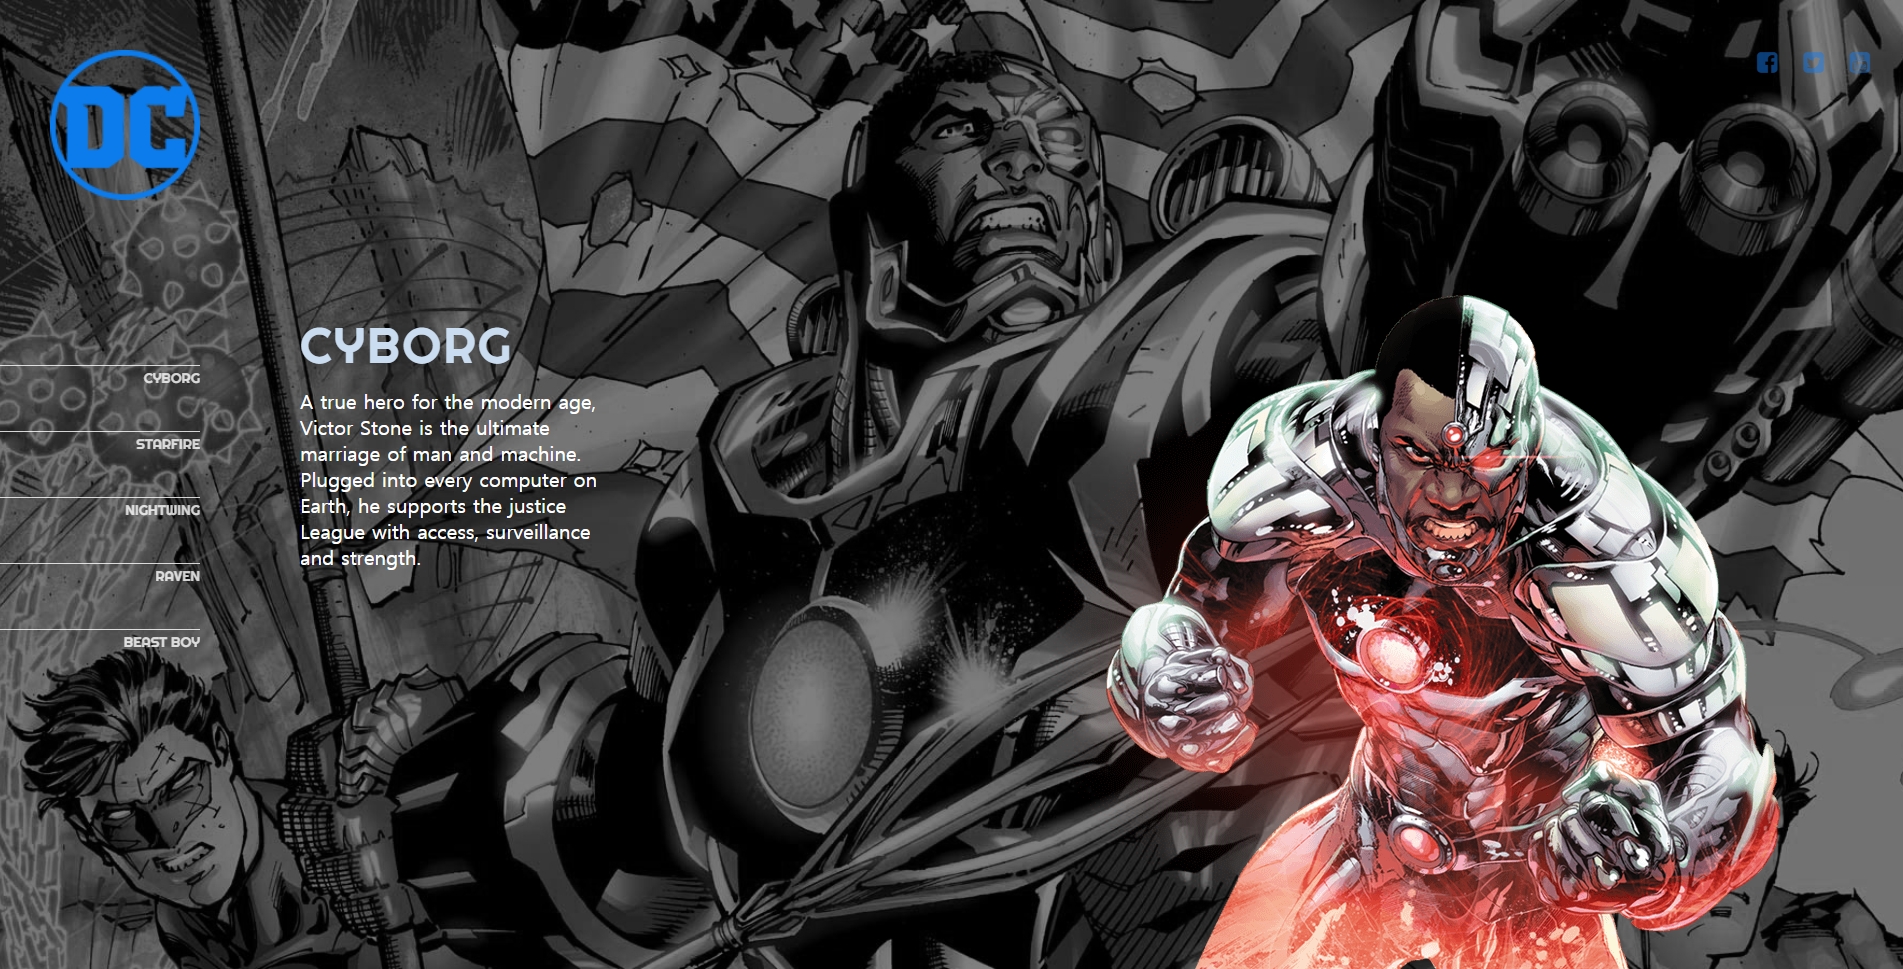 DC
CYBORG
STARFIRE
NIGHTWING
RAVEN
BEAST BOY
CYBORG
A true hero for the modern age,
Victor Stone is the ultimate
marriage of man and machine.
Plugged into every computer on
Earth, he supports the justice
League with access, surveillance
and strength.